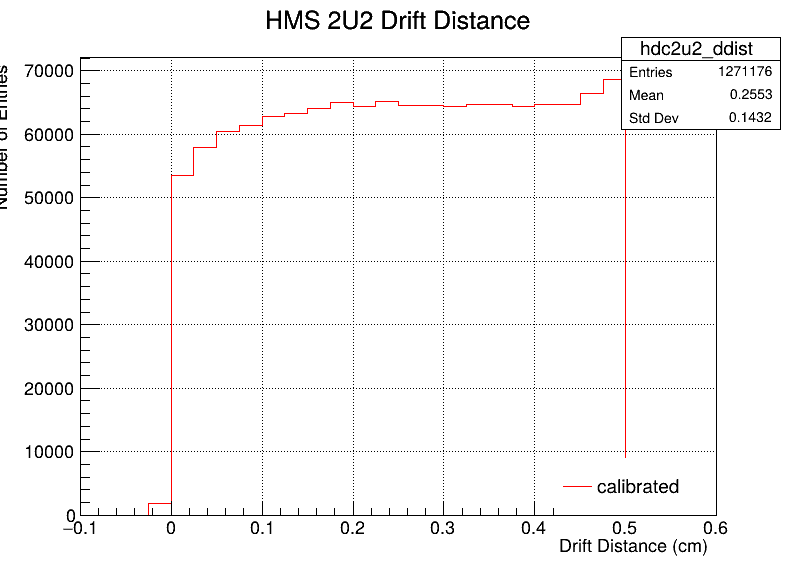 HMS 2U2 Drift Distance
hdc2u2_ddist
Entries 1271176
Mean 0.2553
Std Dev 0.1432
Number of Entries
70000
60000
50000
40000
30000
20000
10000
0
calibrated
−0.1 0 0.1 0.2 0.3 0.4 0.5 0.6
Drift Distance (cm)